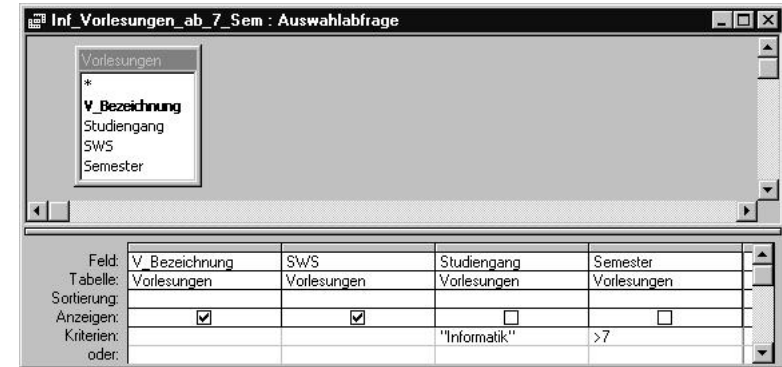 Inf_Vorlesungen_ab_7_Sem : Auswahlabfrage
Vorlesungen
*
V_Bezeichnung
Studiengang
SWS
Semester
Feld: V_Bezeichnung SWS Studiengang Semester
Tabelle: Vorlesungen Vorlesungen Vorlesungen Vorlesungen
Sortierung:
Anzeigen:
Kriterien: "Informatik" >7
oder: